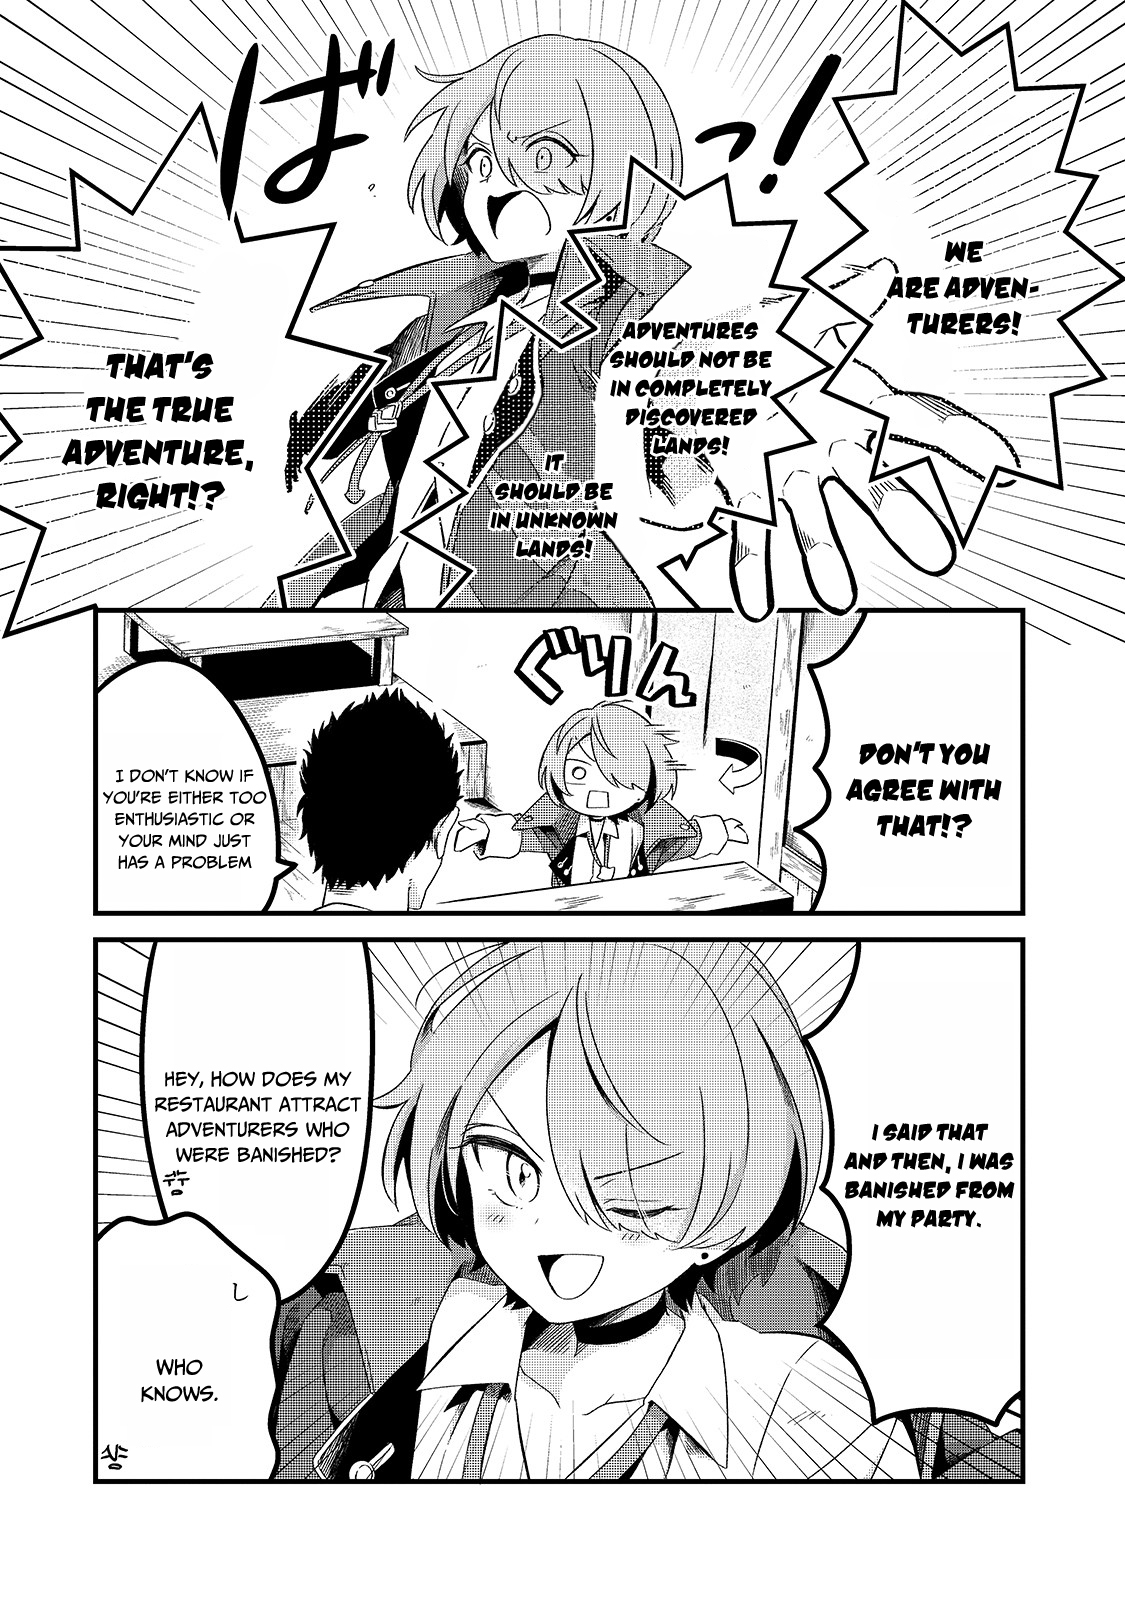 ばっ!
WE
ARE ADVEN-
TURERS!
ADVENTURES
SHOULD NOT BE
IN COMPLETELY
DISCOVERED
LANDS!
IT
SHOULD BE
IN UNKNOWN
LANDS!
THAT'S
THE TRUE
ADVENTURE,
RIGHT!?
DON'T YOU
AGREE WITH
THAT!?
ぐりん
I DON'T KNOW IF
YOU'RE EITHER TOO
ENTHUSIASTIC OR
YOUR MIND JUST
HAS A PROBLEM
I SAID THAT
AND THEN, I WAS
BANISHED FROM
MY PARTY.
HEY, HOW DOES MY
RESTAURANT ATTRACT
ADVENTURERS WHO
WERE BANISHED?
し
WHO
KNOWS.